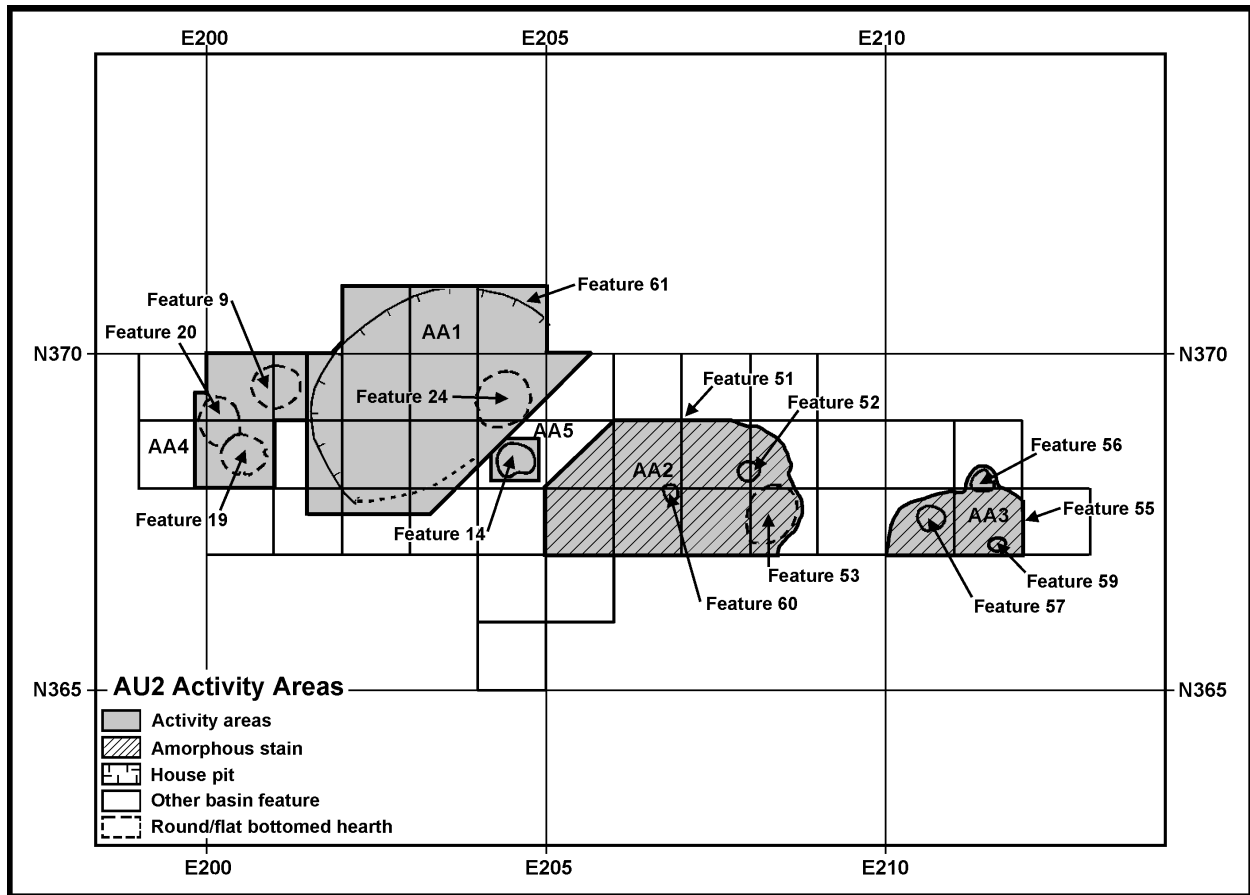 E200
E205
E210
Feature 61
Feature 9
Feature 20
AA1
N370
N370
Feature 51
Feature 24
Feature 52
AA5
AA4
Feature 56
AA2
Feature 55
AA3
Feature 19
Feature 14
Feature 53
Feature 59
Feature 60
Feature 57
N365
AU2 Activity Areas
N365
Activity areas
Amorphous stain
House pit
Other basin feature
Round/flat bottomed hearth
E200
E205
E210